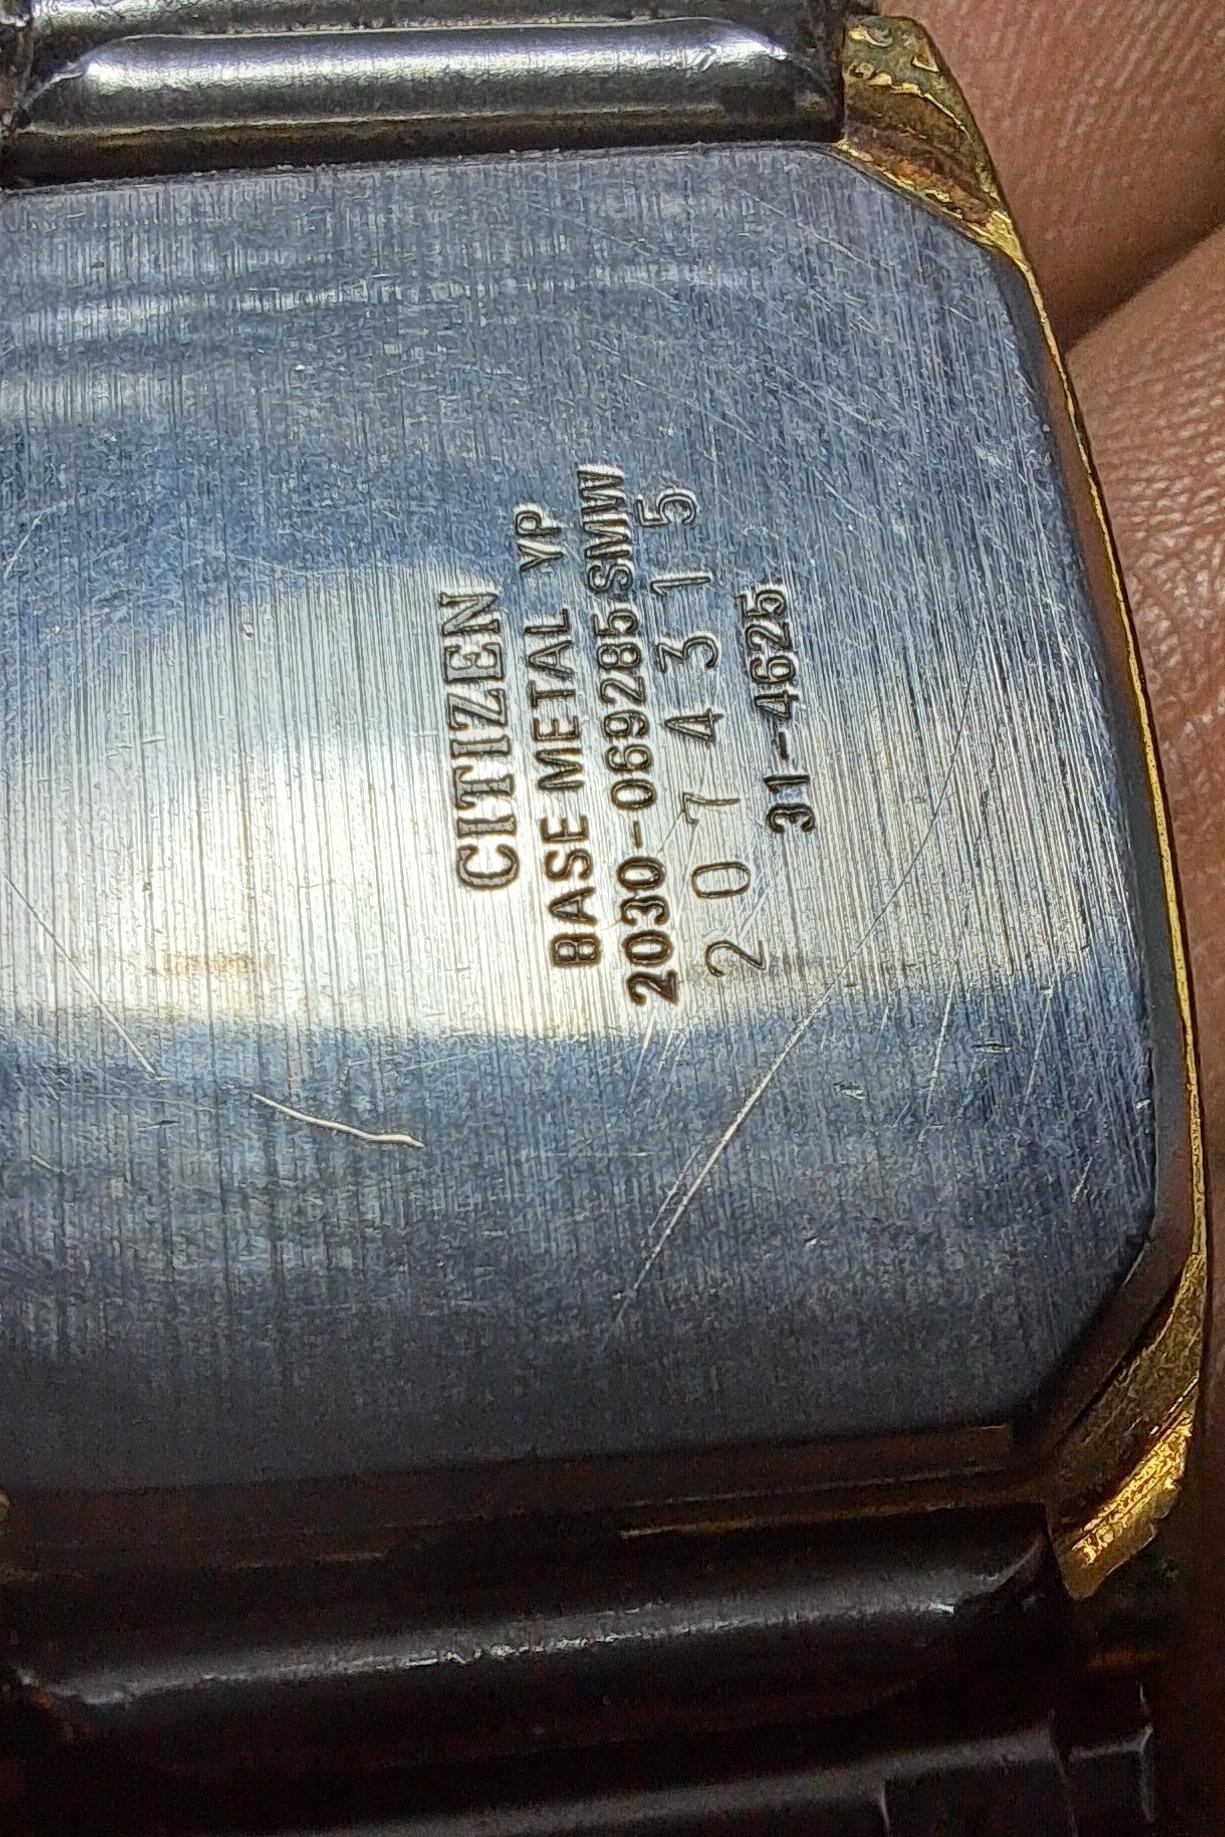 CITIZEN
BASE METAL YP
2030-069285 SMW
2074315
31-4625